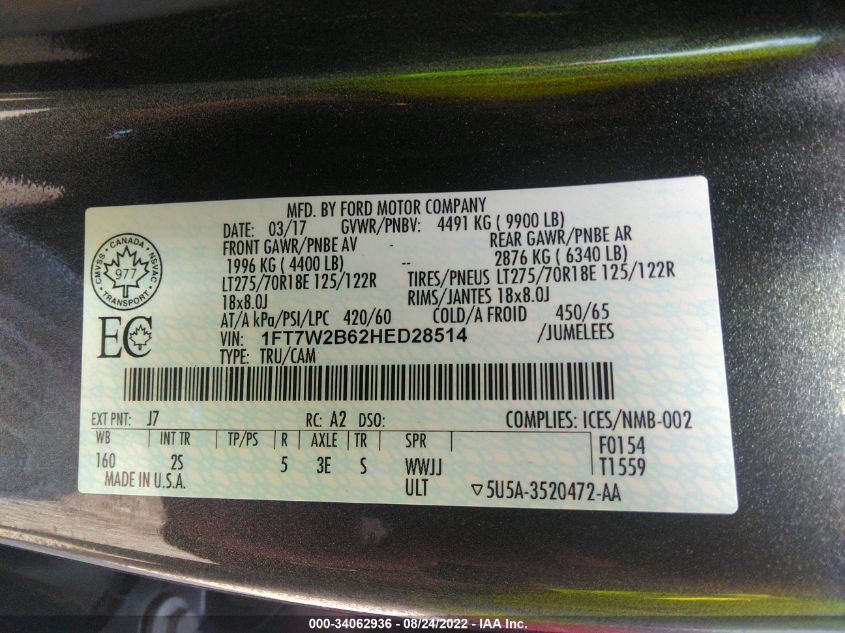 MFD. BY FORD MOTOR COMPANY
DATE: 03/17 GVWR/PNBV: 4491 KG ( 9900 LB)
FRONT GAWR/PNBE AV - REAR GAWR/PNBE AR
1996 KG ( 4400 LB) -- 2876 KG ( 6340 LB)
LT275/70R18E 125/122R TIRES/PNEUS LT275/70R18E 125/122R
18x8.0J RIMS/JANTES 18x8.0J
AT/A kPa/PSI/LPC 420/60 COLD/A FROID 450/65
VIN: 1FT7W2B62HED28514 /JUMELEES
TYPE: TRU/CAM
CANADA
CMVSS 977 NSVAC
TRANSPORT
EC
EXT PNT: J7 RC: A2 DSO: COMPLIES: ICES/NMB-002
WB INT TR TP/PS R AXLE TR SPR F0154
160 2S 5 3E S WWJJ T1559
MADE IN U.S.A. ULT ▽5U5A-3520472-AA
000-34062936 - 08/24/2022 - IAA Inc.